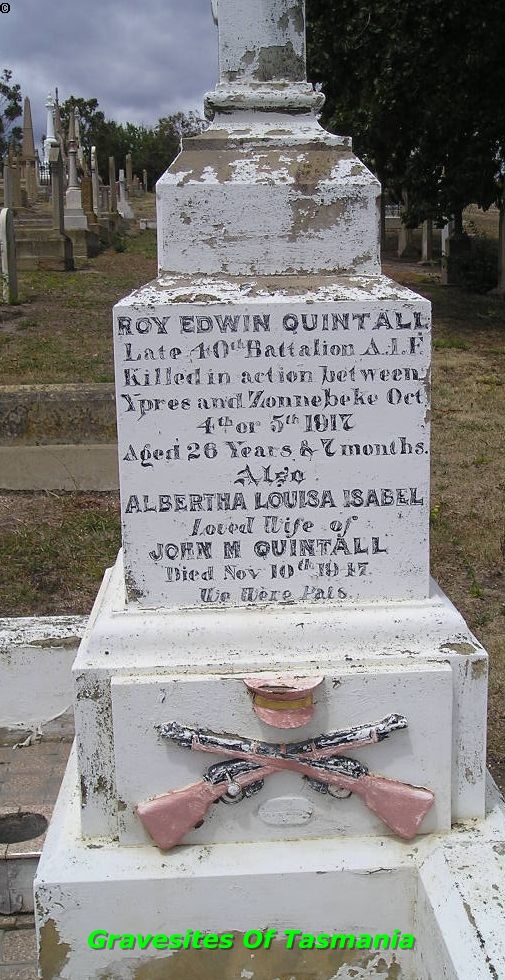 ©
ROY EDWIN QUINTALL
Late 40th Battalion A.I.F
Killed in action between
Ypres and Zonnebeke Oct.
4th or 5th 1917
Aged 26 Years & 7 months.
Also
ALBERTHA LOUISA ISABEL
Loved Wife of
JOHN M QUINTALL
Died Nov 10th 1947.
We Were Pals.
Gravesites Of Tasmania